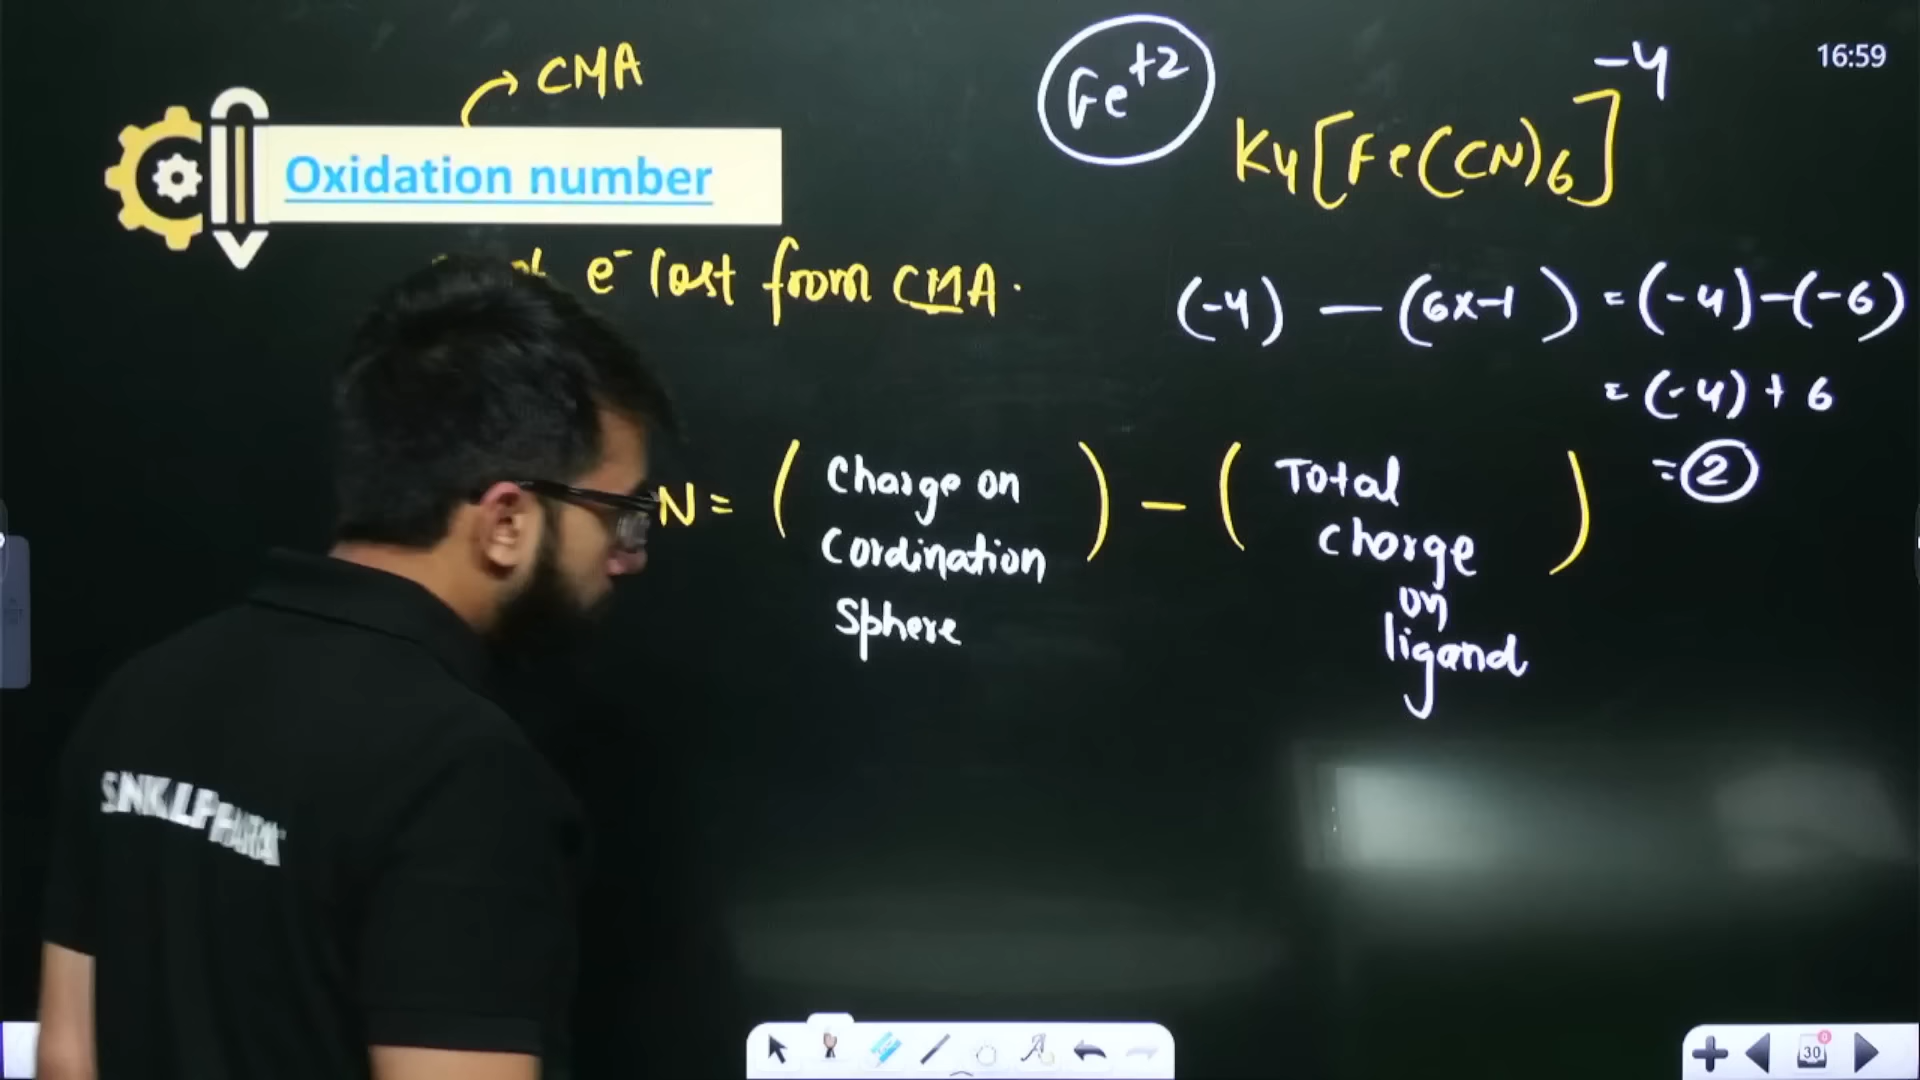 CMA
Fe+2
-4
16:59
K4[Fe(CN)6]
Oxidation number
e- lost from CMA.
(-4) - (6x-1) = (-4)-(-6)
= (-4) + 6
= 2
N = (Charge on Cordination Sphere) - (Total charge on ligand)
30